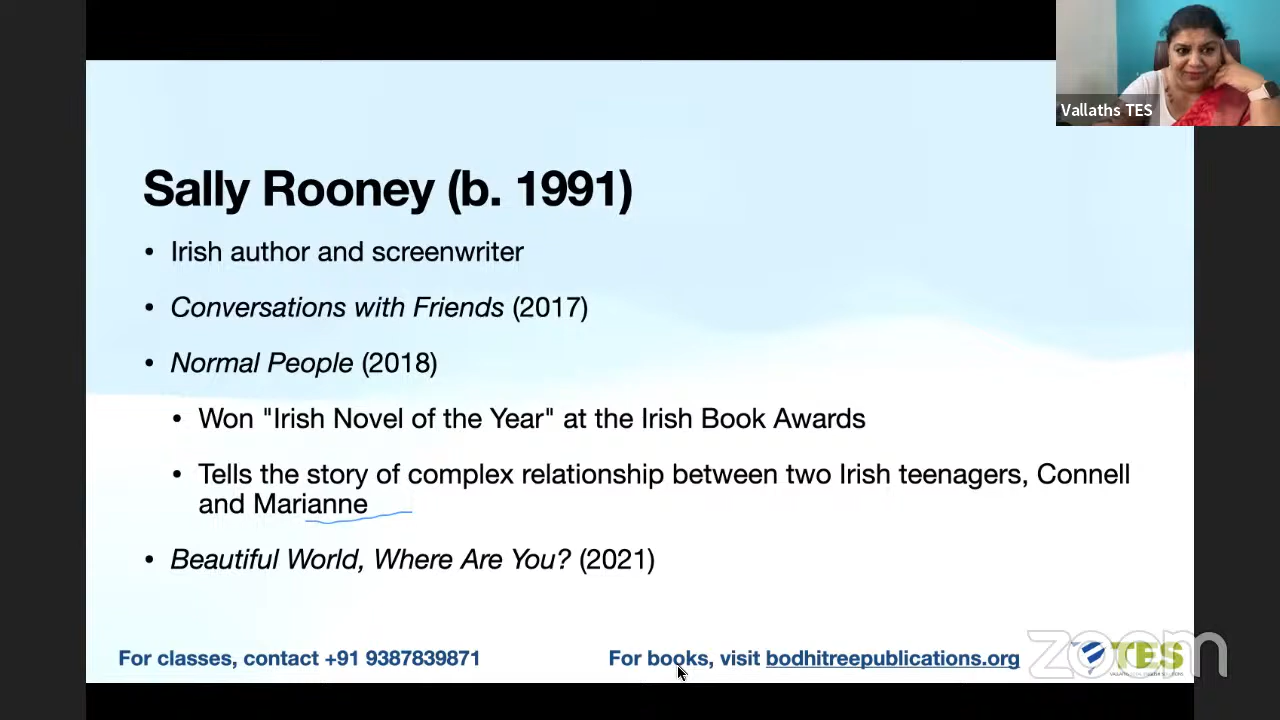 Vallaths TES
Sally Rooney (b. 1991)
• Irish author and screenwriter
• Conversations with Friends (2017)
• Normal People (2018)
• Won "Irish Novel of the Year" at the Irish Book Awards
• Tells the story of complex relationship between two Irish teenagers, Connell
and Marianne
• Beautiful World, Where Are You? (2021)
For classes, contact +91 9387839871
For books, visit bodhitreepublications.org
zoom
TES